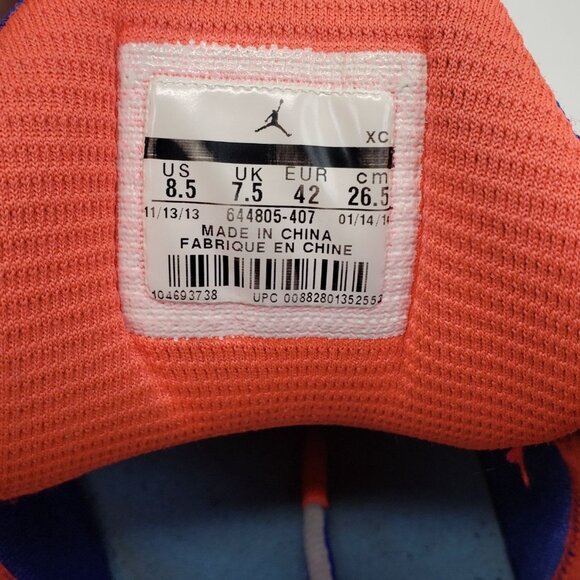 XC
US UK EUR cm
8.5 7.5 42 26.5
11/13/13 644805-407
MADE IN CHINA
FABRIQUE EN CHINE
104693738 UPC